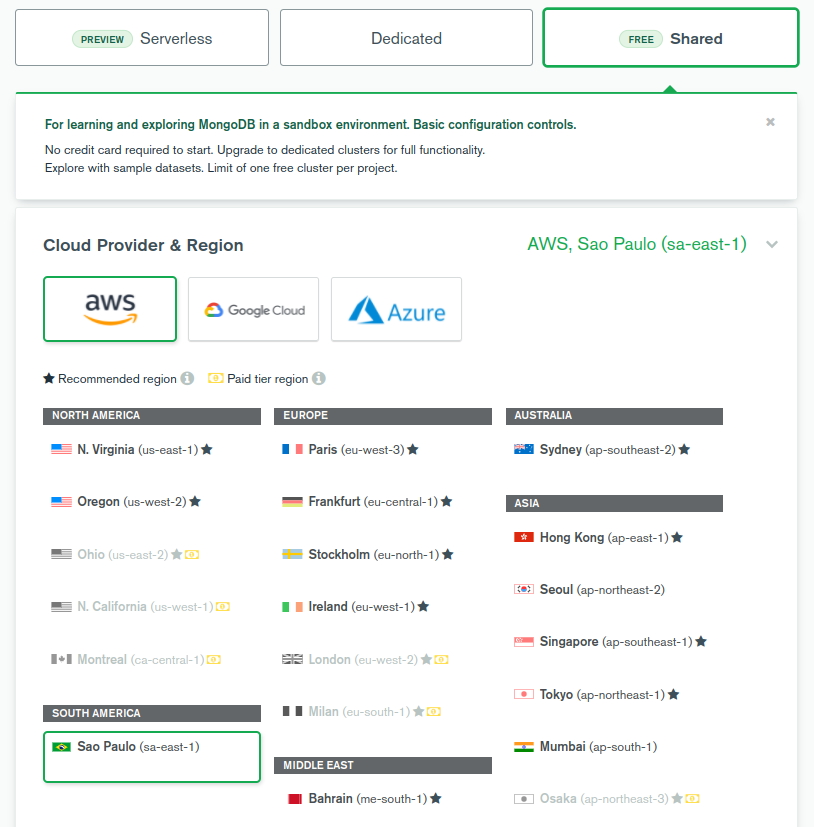 PREVIEW Serverless
Dedicated
FREE Shared
For learning and exploring MongoDB in a sandbox environment. Basic configuration controls.
No credit card required to start. Upgrade to dedicated clusters for full functionality.
Explore with sample datasets. Limit of one free cluster per project.
Cloud Provider & Region
AWS, Sao Paulo (sa-east-1)
aws
Google Cloud
Azure
Recommended region
Paid tier region
NORTH AMERICA
N. Virginia (us-east-1)
Oregon (us-west-2)
Ohio (us-east-2)
N. California (us-west-1)
Montreal (ca-central-1)
SOUTH AMERICA
Sao Paulo (sa-east-1)
EUROPE
Paris (eu-west-3)
Frankfurt (eu-central-1)
Stockholm (eu-north-1)
Ireland (eu-west-1)
London (eu-west-2)
Milan (eu-south-1)
MIDDLE EAST
Bahrain (me-south-1)
AUSTRALIA
Sydney (ap-southeast-2)
ASIA
Hong Kong (ap-east-1)
Seoul (ap-northeast-2)
Singapore (ap-southeast-1)
Tokyo (ap-northeast-1)
Mumbai (ap-south-1)
Osaka (ap-northeast-3)